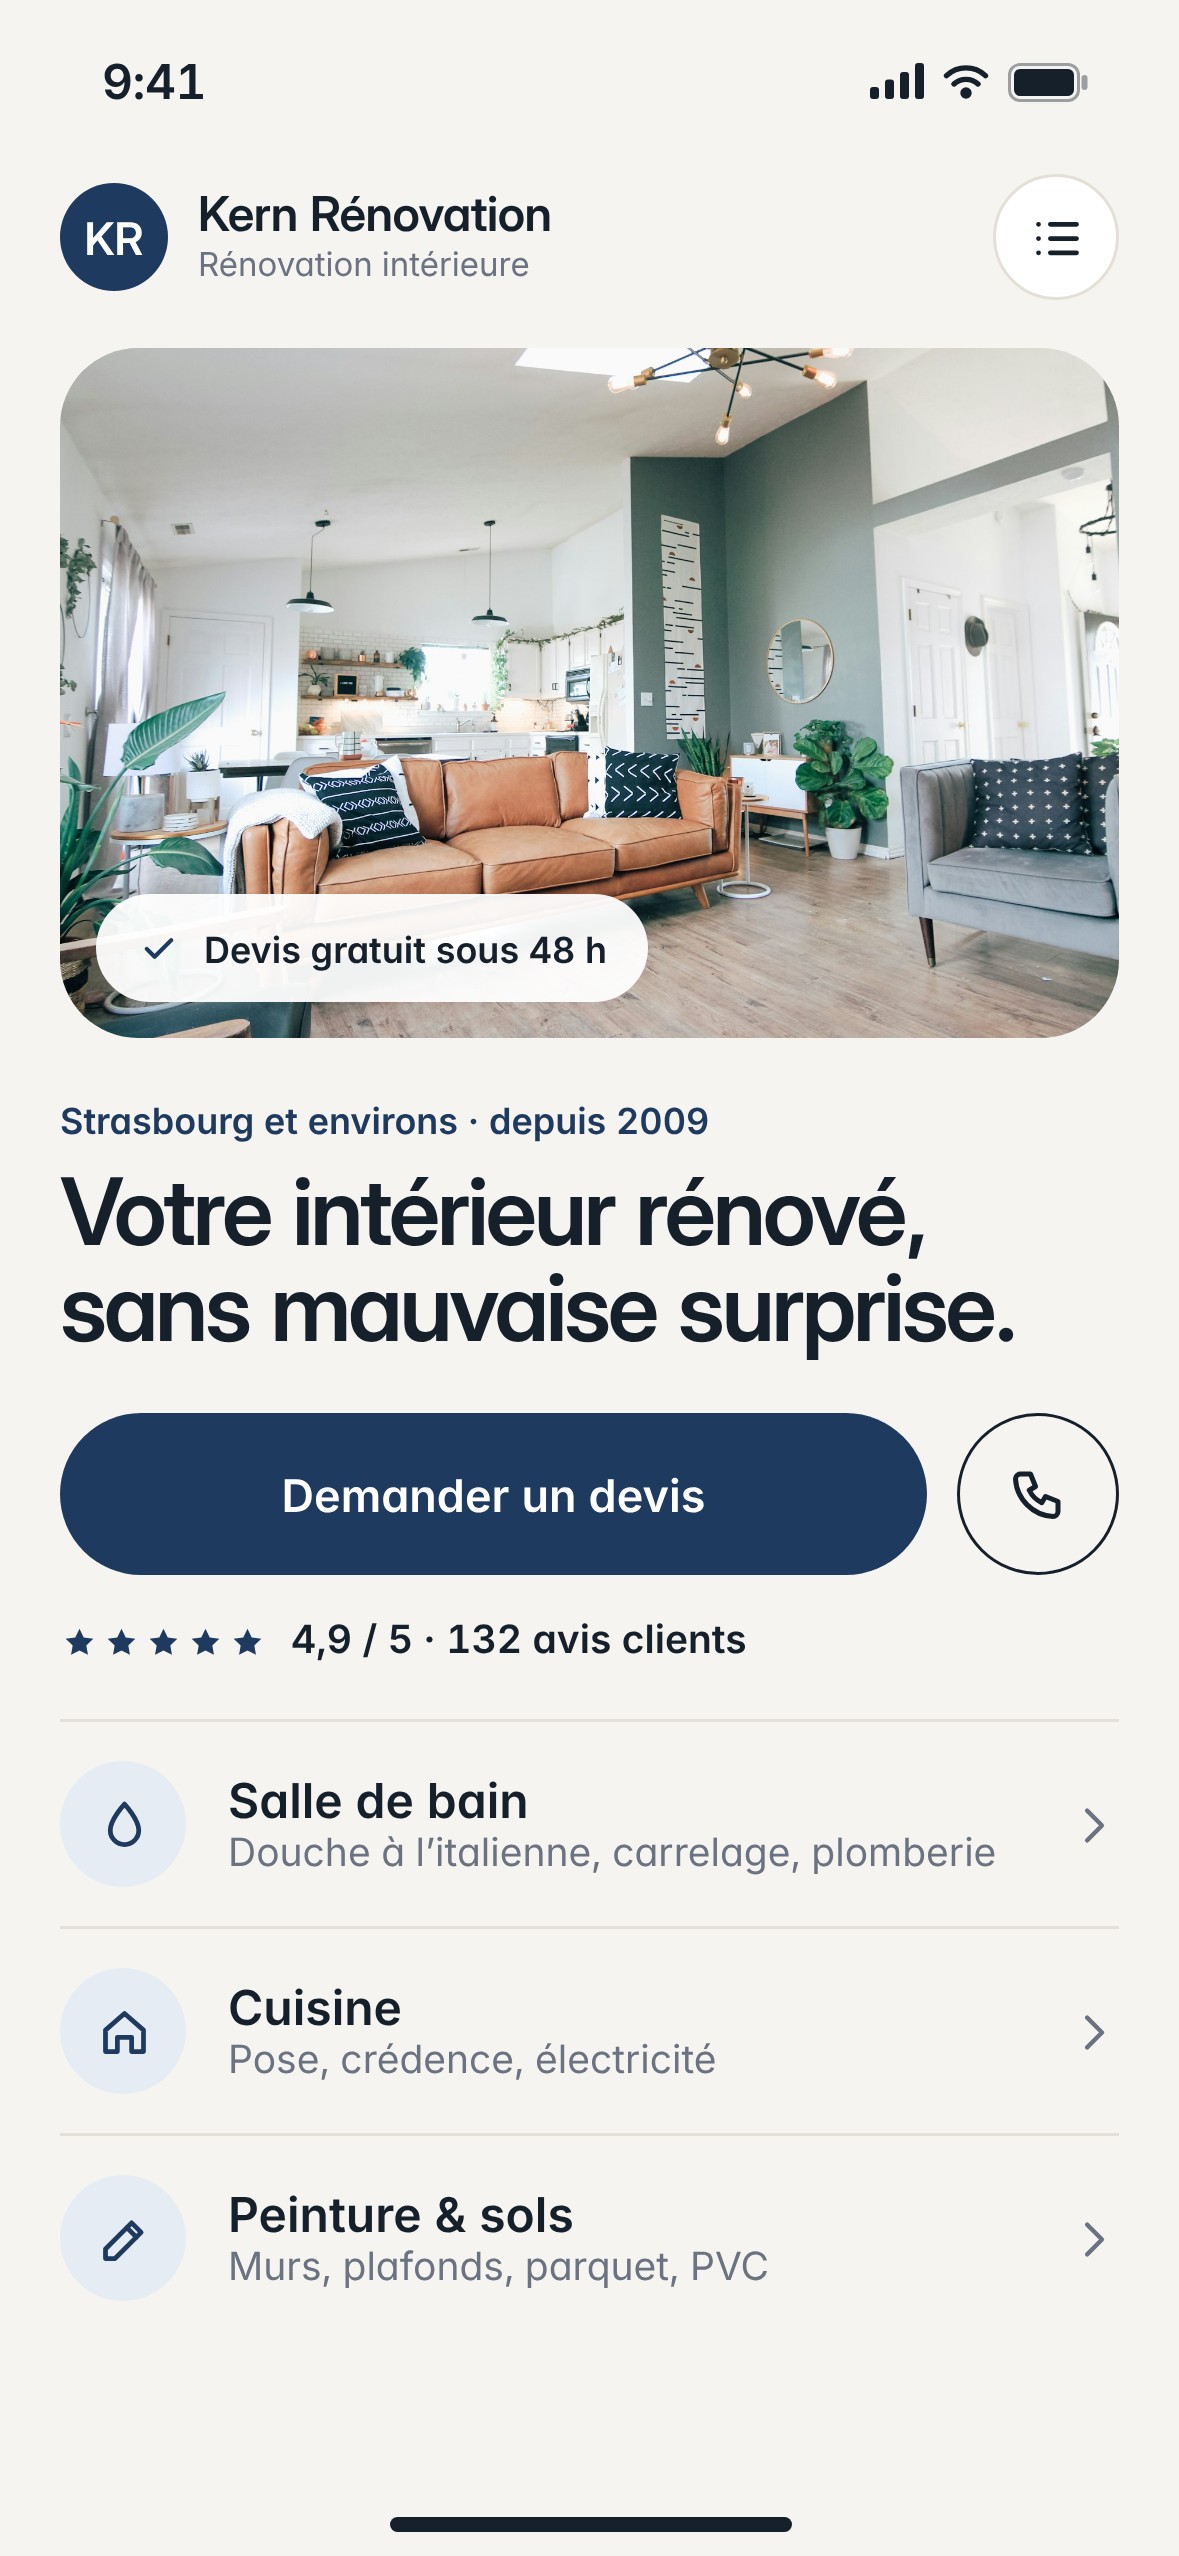 9:41
KR
Kern Rénovation
Rénovation intérieure
Devis gratuit sous 48 h
Strasbourg et environs · depuis 2009
Votre intérieur rénové,
sans mauvaise surprise.
Demander un devis
4,9 / 5 · 132 avis clients
Salle de bain
Douche à l’italienne, carrelage, plomberie
Cuisine
Pose, crédence, électricité
Peinture & sols
Murs, plafonds, parquet, PVC